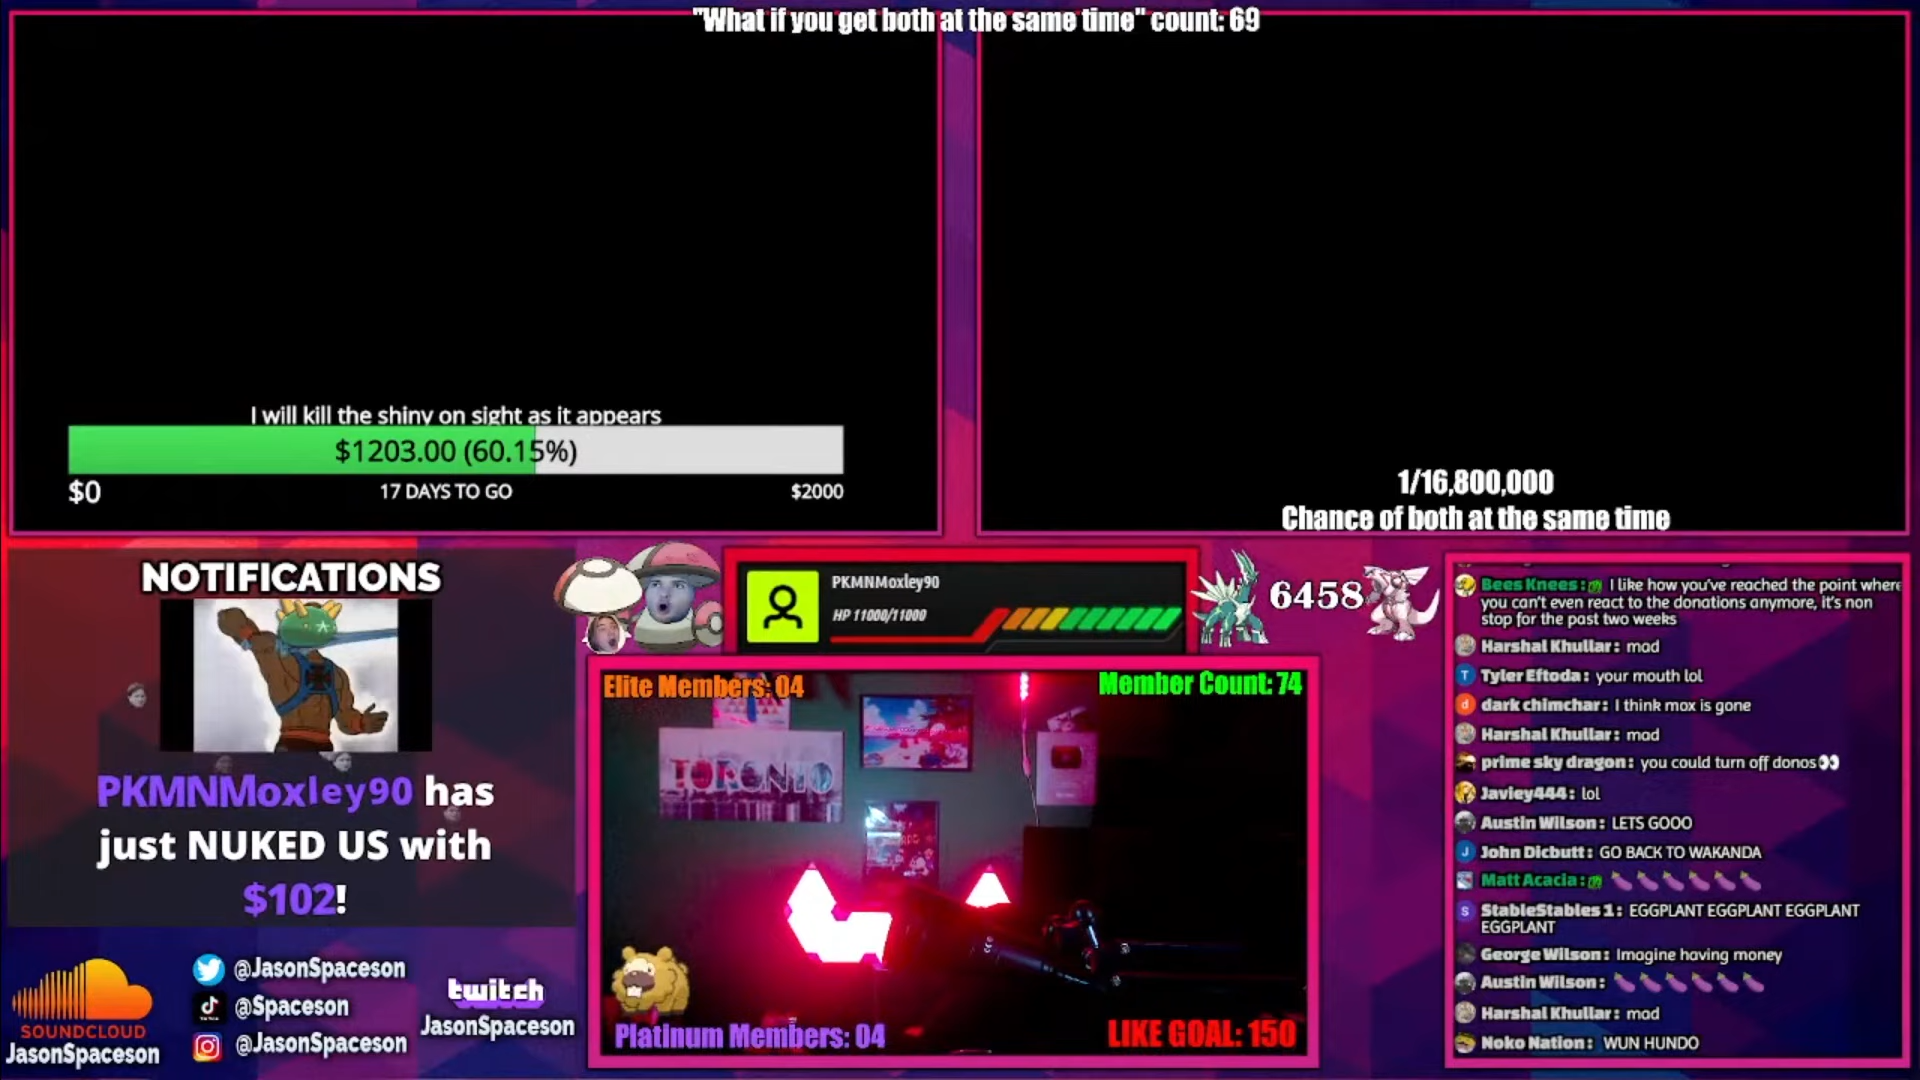 "What if you get both at the same time" count: 69
I will kill the shiny on sight as it appears
$1203.00 (60.15%)
$0
17 DAYS TO GO
$2000
1/16,800,000
Chance of both at the same time
NOTIFICATIONS
PKMNMoxley90 has
just NUKED US with
$102!
PKMNMoxley90
HP 11000/11000
6458
Elite Members: 04
Member Count: 74
TORONTO
Platinum Members: 04
LIKE GOAL: 150
SOUNDCLOUD
JasonSpaceson
@JasonSpaceson
@Spaceson
@JasonSpaceson
twitch
JasonSpaceson
Bees Knees: I like how you've reached the point where
you can't even react to the donations anymore, it's non
stop for the past two weeks
Harshal Khullar: mad
T Tyler Eftoda: your mouth lol
d dark chimchar: I think mox is gone
Harshal Khullar: mad
prime sky dragon: you could turn off donos👀
Javley444: lol
Austin Wilson: LETS GOOO
J John Dicbutt: GO BACK TO WAKANDA
Matt Acacia: 🍆🍆🍆🍆🍆🍆
S StableStables 1: EGGPLANT EGGPLANT EGGPLANT
EGGPLANT
George Wilson: Imagine having money
Austin Wilson: 🍆🍆🍆🍆🍆🍆
Harshal Khullar: mad
Noko Nation: WUN HUNDO